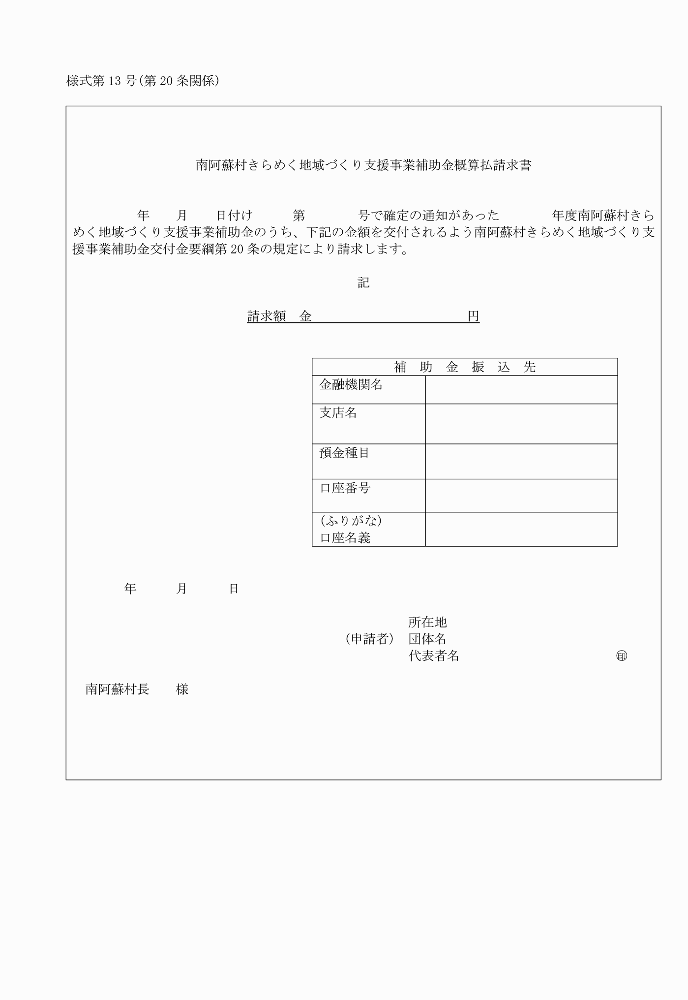 様式第 13 号(第 20 条関係)
南阿蘇村きらめく地域づくり支援事業補助金概算払請求書
年　　月　　日付け　　　第　　　　号で確定の通知があった　　　　年度南阿蘇村きら
めく地域づくり支援事業補助金のうち、下記の金額を交付されるよう南阿蘇村きらめく地域づくり支
援事業補助金交付金要綱第 20 条の規定により請求します。
記
請求額　金　　　　　　　　　　　　円
補　助　金　振　込　先
金融機関名
支店名
預金種目
口座番号
(ふりがな)
口座名義
年　　　月　　　日
所在地
(申請者)　団体名
代表者名　　　　　　　　　　　　㊞
南阿蘇村長　　様